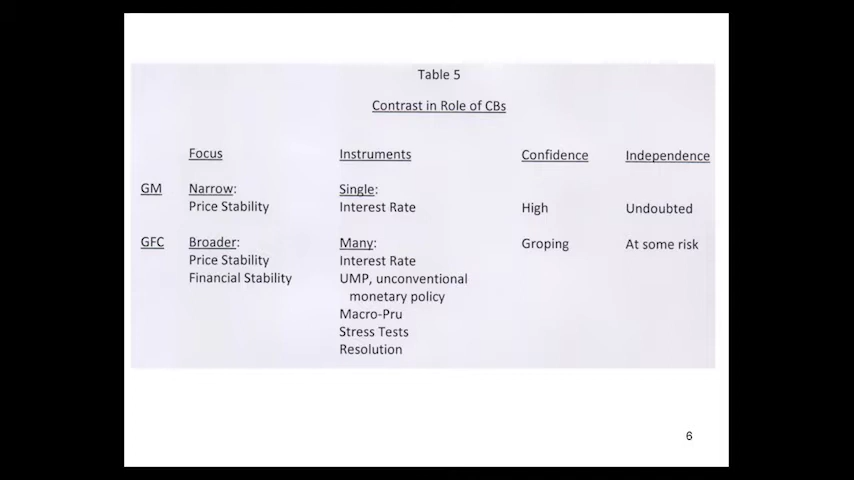 Table 5
Contrast in Role of CBs
Focus Instruments Confidence Independence
GM Narrow: Single:
Price Stability Interest Rate High Undoubted
GFC Broader: Many: Groping At some risk
Price Stability Interest Rate
Financial Stability UMP, unconventional
monetary policy
Macro-Pru
Stress Tests
Resolution
6